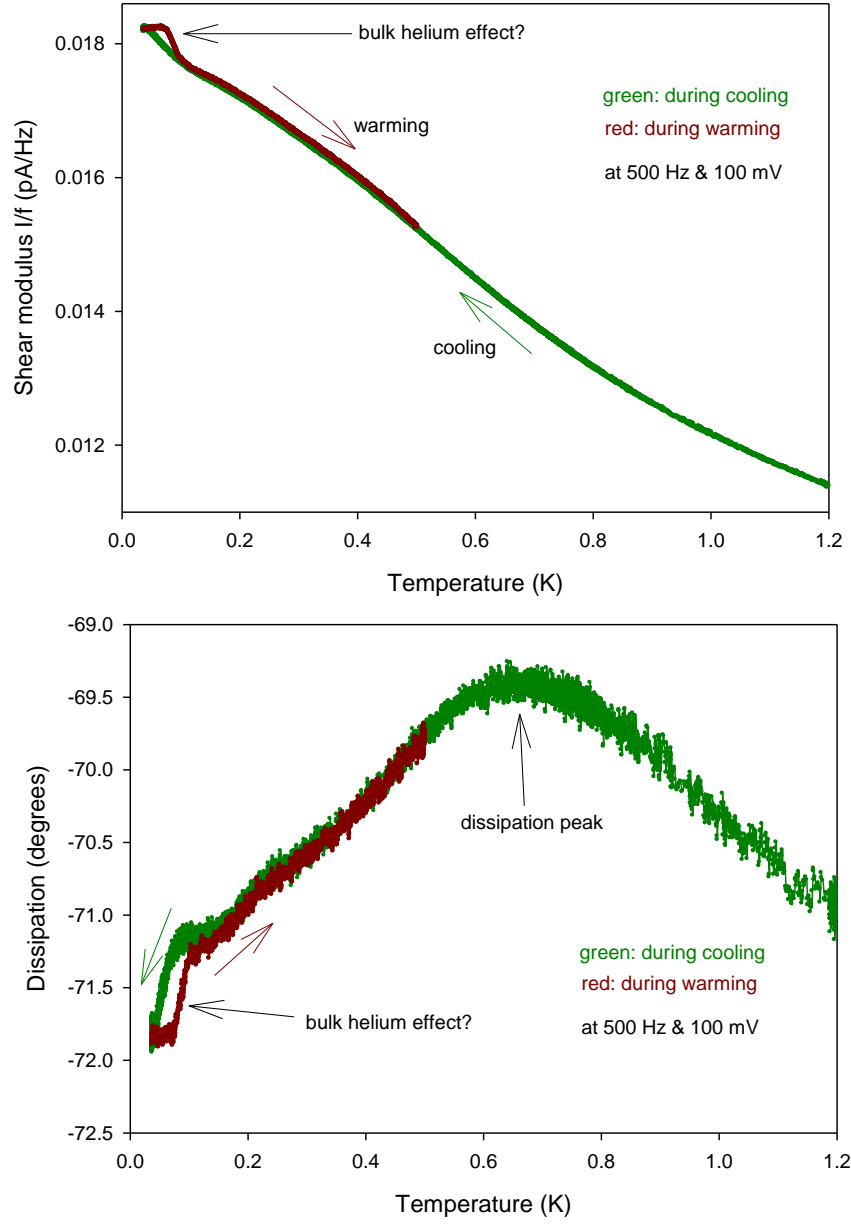 0.018
0.016
0.014
0.012
Shear modulus I/f (pA/Hz)
bulk helium effect?
green: during cooling
red: during warming
at 500 Hz & 100 mV
warming
cooling
0.0 0.2 0.4 0.6 0.8 1.0 1.2
Temperature (K)
-69.0
-69.5
-70.0
-70.5
-71.0
-71.5
-72.0
-72.5
Dissipation (degrees)
dissipation peak
green: during cooling
red: during warming
at 500 Hz & 100 mV
bulk helium effect?
0.0 0.2 0.4 0.6 0.8 1.0 1.2
Temperature (K)